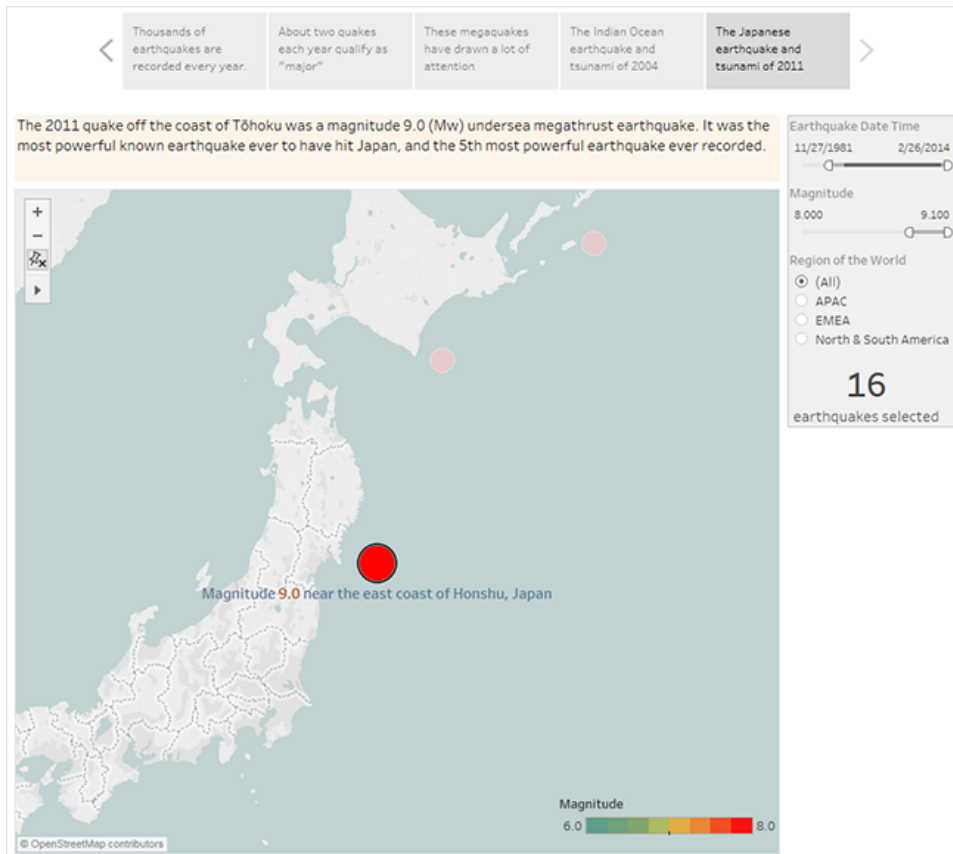 Thousands of
earthquakes are
recorded every year.
About two quakes
each year qualify as
"major"
These megaquakes
have drawn a lot of
attention
The Indian Ocean
earthquake and
tsunami of 2004
The Japanese
earthquake and
tsunami of 2011
The 2011 quake off the coast of Tōhoku was a magnitude 9.0 (Mw) undersea megathrust earthquake. It was the
most powerful known earthquake ever to have hit Japan, and the 5th most powerful earthquake ever recorded.
Earthquake Date Time
11/27/1981 2/26/2014
Magnitude
8.000 9.100
Region of the World
(All)
APAC
EMEA
North & South America
16
earthquakes selected
Magnitude 9.0 near the east coast of Honshu, Japan
Magnitude
6.0 8.0
© OpenStreetMap contributors